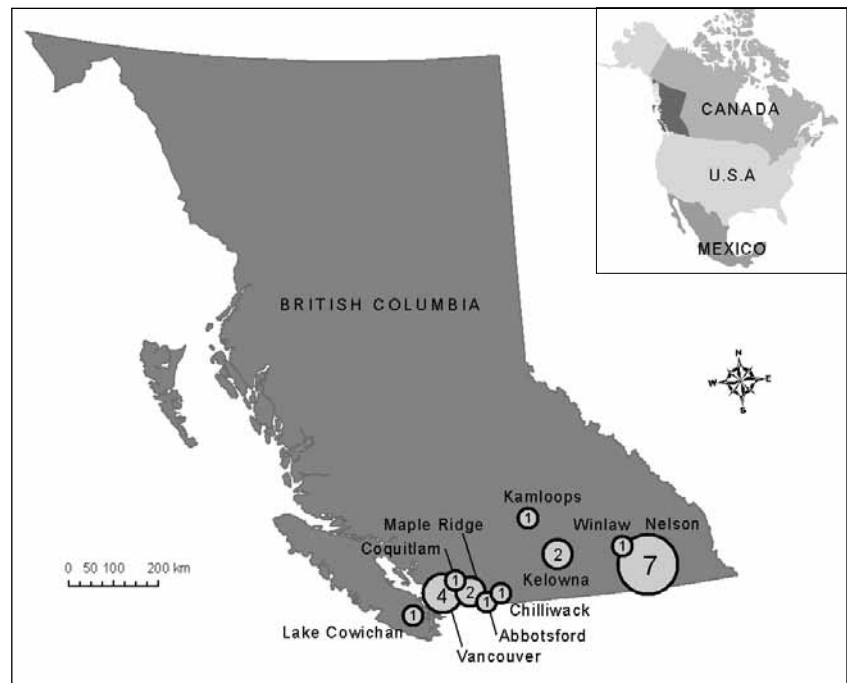 CANADA
U.S.A
MEXICO
BRITISH COLUMBIA
N
W E
S
Kamloops
1
Maple Ridge
Winlaw Nelson
1
7
Coquitlam
2
Kelowna
0 50 100 200 km
1
4
2
1
1
Chilliwack
1
Lake Cowichan
Abbotsford
Vancouver